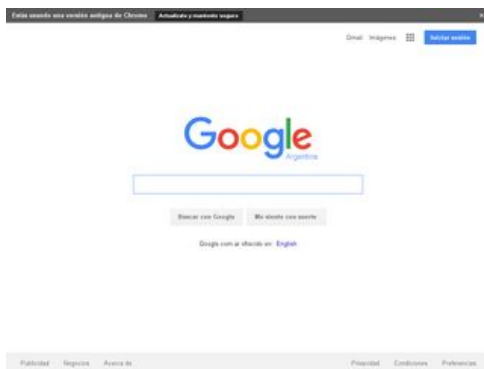 Estás usando una versión antigua de Chrome Actualízate y mantente seguro x
Gmail Imágenes Iniciar sesión
Google
Argentina
Buscar con Google Me siento con suerte
Google.com.ar ofrecido en: English
Publicidad Negocios Acerca de Privacidad Condiciones Preferencias